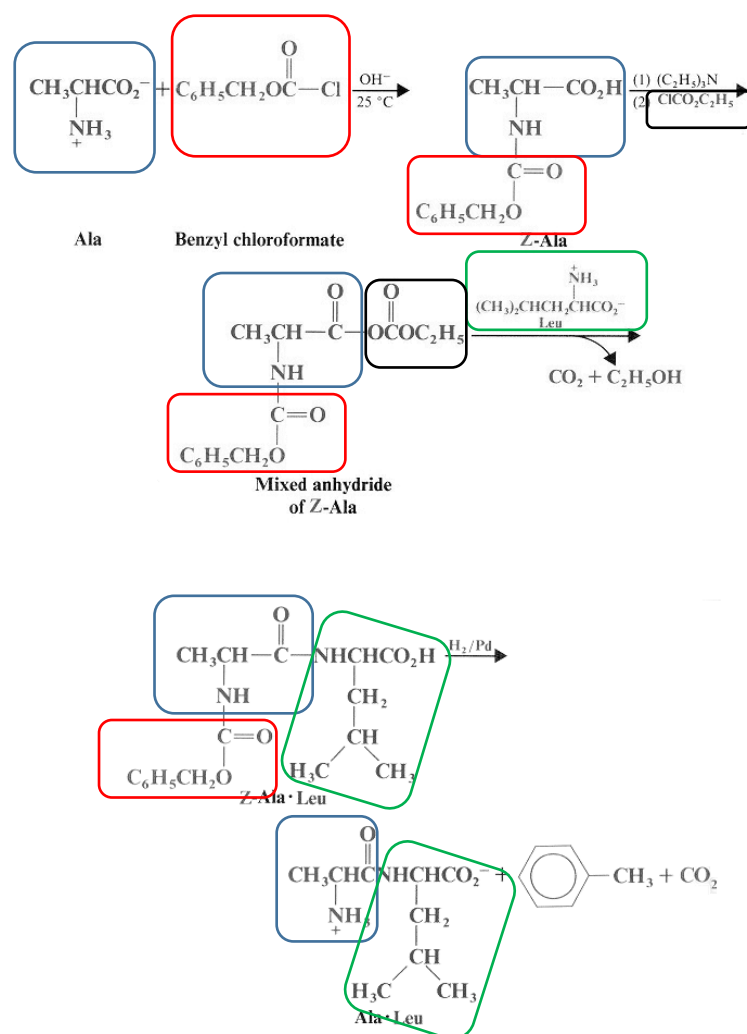 CH₃CHCO₂⁻ + C₆H₅CH₂OC—Cl
O
NH₃
+
OH⁻
25 °C
CH₃CH—CO₂H
NH
C=O
C₆H₅CH₂O
(1) (C₂H₅)₃N
(2) ClCO₂C₂H₅
Ala
Benzyl chloroformate
Z-Ala
O
O
CH₃CH—C—OCOC₂H₅
NH
C=O
C₆H₅CH₂O
+
NH₃
(CH₃)₂CHCH₂CHCO₂⁻
Leu
CO₂ + C₂H₅OH
Mixed anhydride
of Z-Ala
O
CH₃CH—C—NHCHCO₂H
H₂/Pd
NH
CH₂
C=O
CH
C₆H₅CH₂O
H₃C
CH₃
Z-Ala·Leu
O
CH₃CHCNHCHCO₂⁻ +
CH₃ + CO₂
NH₃
+
CH₂
CH
H₃C
CH₃
Ala·Leu